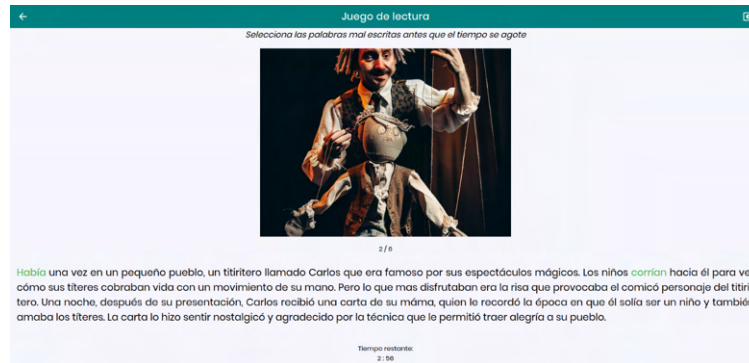 Juego de lectura
Selecciona las palabras mal escritas antes que el tiempo se agote
2 / 6
Había una vez en un pequeño pueblo, un titiritero llamado Carlos que era famoso por sus espectáculos mágicos. Los niños corrían hacia él para ve
cómo sus títeres cobraban vida con un movimiento de su mano. Pero lo que mas disfrutaban era la risa que provocaba el comicó personaje del titiri
tero. Una noche, después de su presentación, Carlos recibió una carta de su máma, quien le recordó la época en que él solía ser un niño y tambié
amaba los títeres. La carta lo hizo sentir nostalgicó y agradecido por la técnica que le permitió traer alegría a su pueblo.
Tiempo restante:
2 : 56